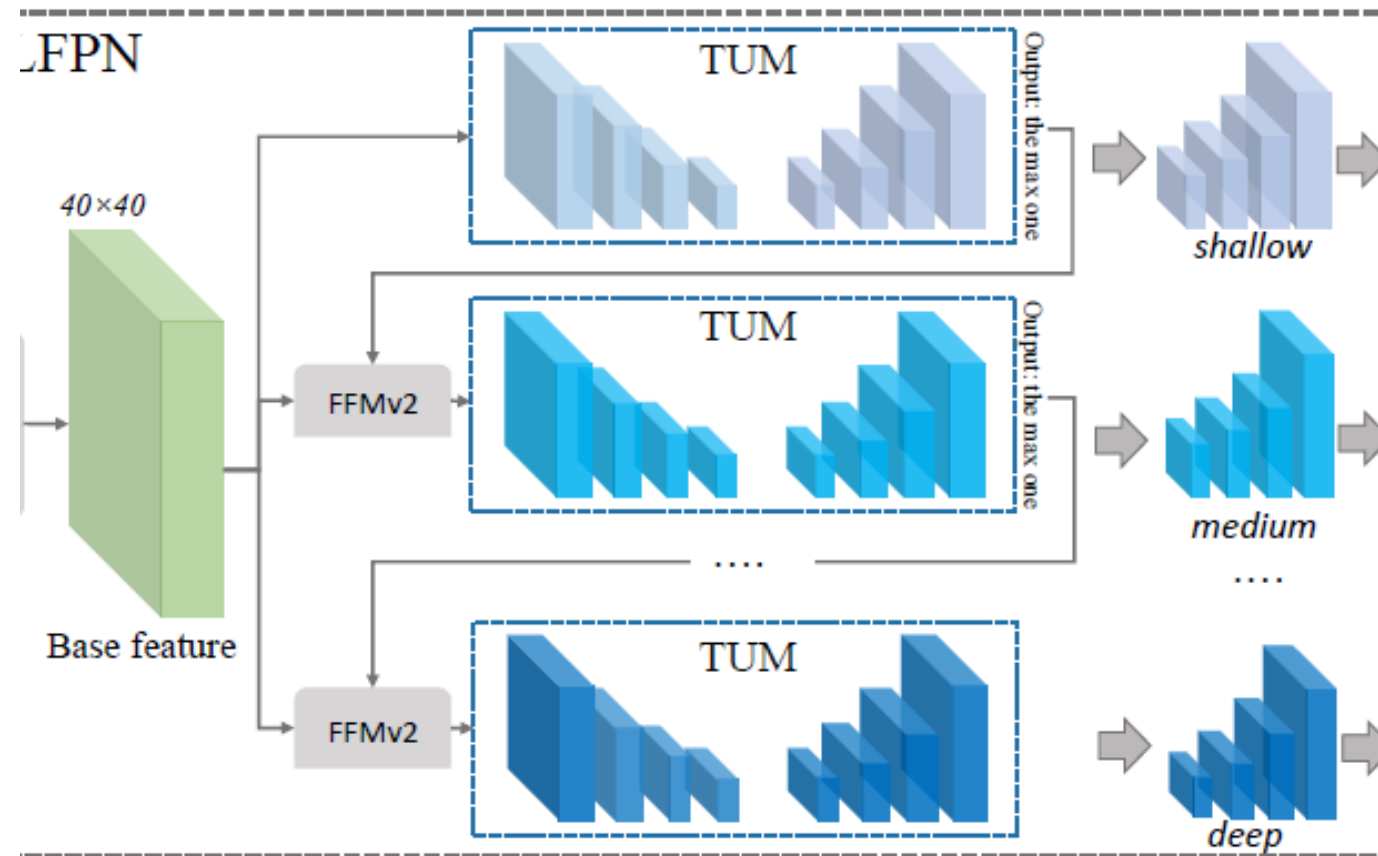 LFPN
TUM
Output: the max one
40×40
shallow
TUM
Output: the max one
FFMv2
medium
....
....
Base feature
TUM
FFMv2
deep